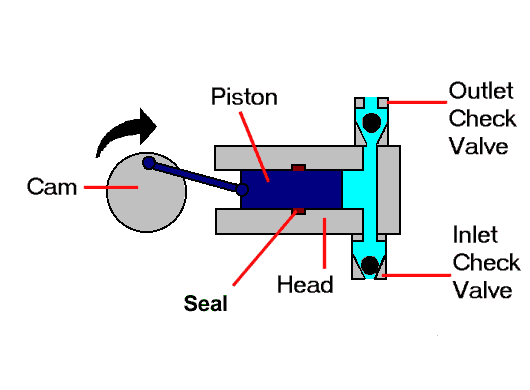 Piston
Outlet
Check
Valve
Cam
Inlet
Check
Valve
Head
Seal